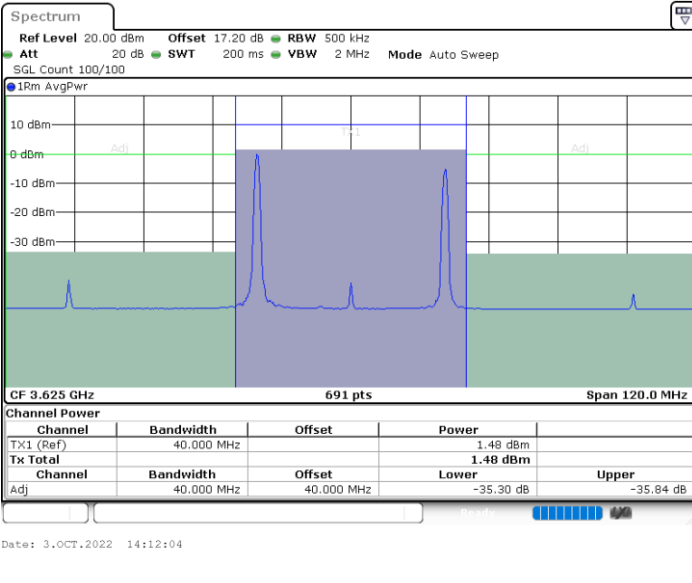 Spectrum
Ref Level 20.00 dBm Offset 17.20 dB RBW 500 kHz
Att 20 dB SWT 200 ms VBW 2 MHz Mode Auto Sweep
SGL Count 100/100
1Rm AvgPwr
10 dBm
TX1
Adj
Adj
0 dBm
-10 dBm
-20 dBm
-30 dBm
CF 3.625 GHz 691 pts Span 120.0 MHz
Channel Power
Channel Bandwidth Offset Power
TX1 (Ref) 40.000 MHz 1.48 dBm
Tx Total 1.48 dBm
Channel Bandwidth Offset Lower Upper
Adj 40.000 MHz 40.000 MHz -35.30 dB -35.84 dB
Ready
Date: 3.OCT.2022 14:12:04